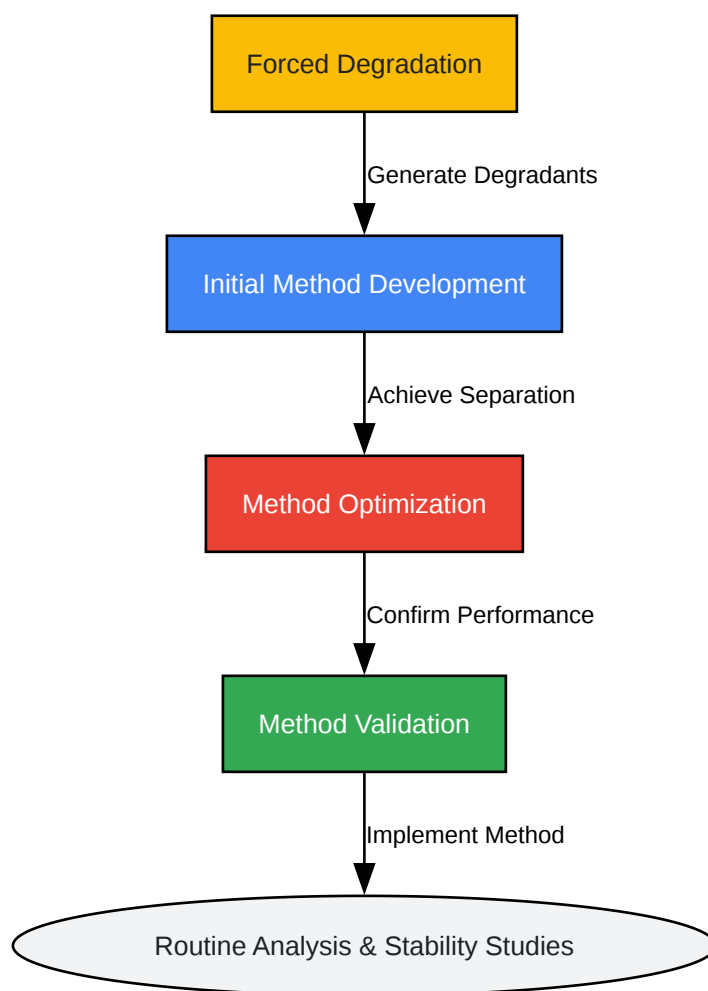 Forced Degradation
Generate Degradants
Initial Method Development
Achieve Separation
Method Optimization
Confirm Performance
Method Validation
Implement Method
Routine Analysis & Stability Studies